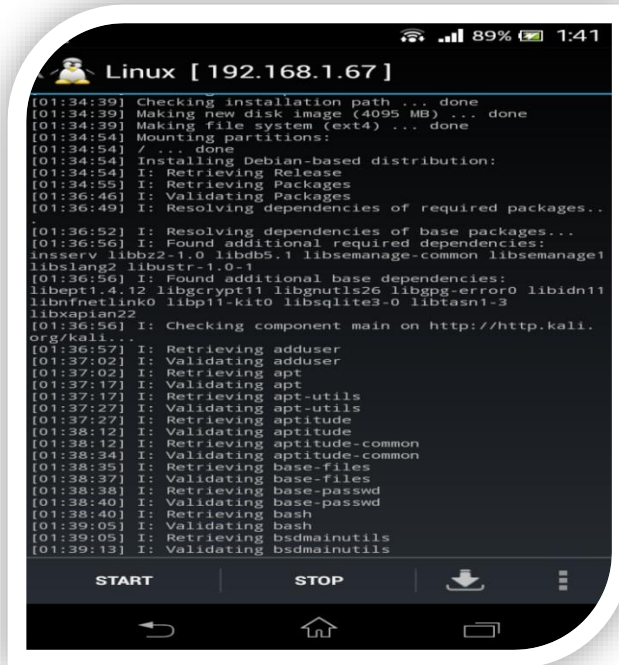 89% 1:41
Linux [ 192.168.1.67 ]
[01:34:39] Checking installation path ... done
[01:34:39] Making new disk image (4095 MB) ... done
[01:34:39] Making file system (ext4) ... done
[01:34:54] Mounting partitions:
[01:34:54] / ... done
[01:34:54] Installing Debian-based distribution:
[01:34:54] I: Retrieving Release
[01:34:55] I: Retrieving Packages
[01:36:46] I: Validating Packages
[01:36:49] I: Resolving dependencies of required packages..
.
[01:36:52] I: Resolving dependencies of base packages...
[01:36:56] I: Found additional required dependencies:
insserv libbz2-1.0 libdb5.1 libsemanage-common libsemanage1
libslang2 libustr-1.0-1
[01:36:56] I: Found additional base dependencies:
libept1.4.12 libgcrypt11 libgnutls26 libgpg-error0 libidn11
libnfnetlink0 libp11-kit0 libsqlite3-0 libtasn1-3
libxapian22
[01:36:56] I: Checking component main on http://http.kali.
org/kali...
[01:36:57] I: Retrieving adduser
[01:37:02] I: Validating adduser
[01:37:02] I: Retrieving apt
[01:37:17] I: Validating apt
[01:37:17] I: Retrieving apt-utils
[01:37:27] I: Validating apt-utils
[01:37:27] I: Retrieving aptitude
[01:38:12] I: Validating aptitude
[01:38:12] I: Retrieving aptitude-common
[01:38:34] I: Validating aptitude-common
[01:38:35] I: Retrieving base-files
[01:38:37] I: Validating base-files
[01:38:38] I: Retrieving base-passwd
[01:38:40] I: Validating base-passwd
[01:38:40] I: Retrieving bash
[01:39:05] I: Validating bash
[01:39:05] I: Retrieving bsdmainutils
[01:39:13] I: Validating bsdmainutils
START STOP